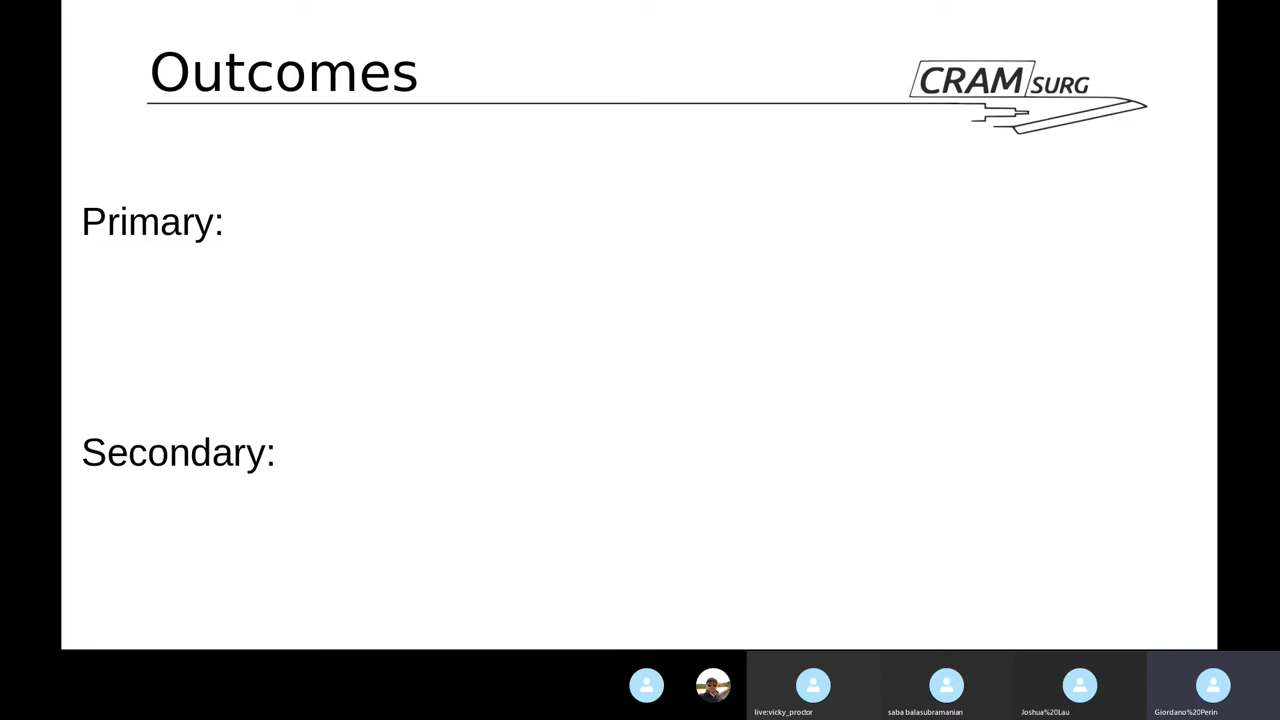 Outcomes
CRAM SURG
Primary:
Secondary:
live:vicky_proctor
saba balasubramanian
Joshua%20Lau
Giordano%20Perin